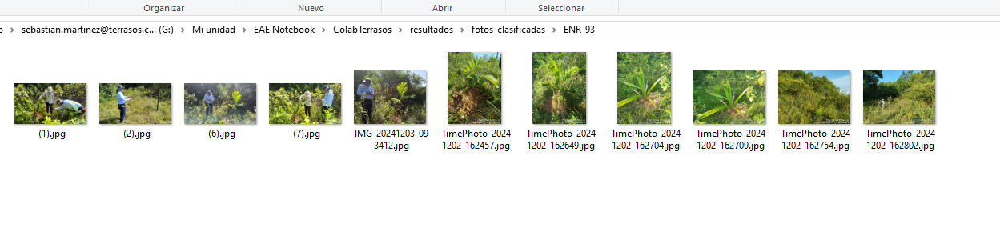 Organizar Nuevo Abrir Seleccionar
sebastian.martinez@terrasos.c... (G:) > Mi unidad > EAE Notebook > ColabTerrasos > resultados > fotos_clasificadas > ENR_93
(1).jpg
(2).jpg
(6).jpg
(7).jpg
IMG_20241203_09
3412.jpg
TimePhoto_2024
1202_162457.jpg
TimePhoto_2024
1202_162649.jpg
TimePhoto_2024
1202_162704.jpg
TimePhoto_2024
1202_162709.jpg
TimePhoto_2024
1202_162754.jpg
TimePhoto_2024
1202_162802.jpg